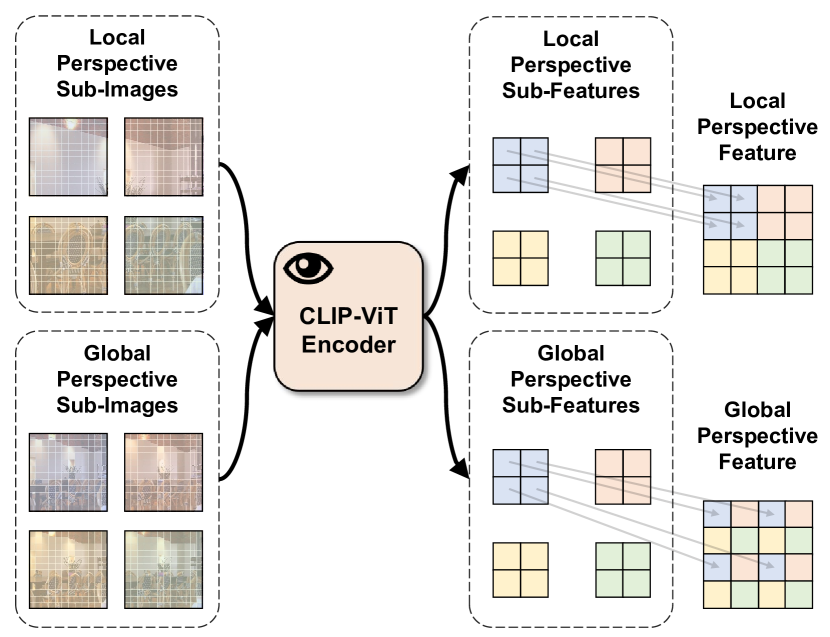 Local
Perspective
Sub-Images
Global
Perspective
Sub-Images
CLIP-ViT
Encoder
Local
Perspective
Sub-Features
Local
Perspective
Feature
Global
Perspective
Sub-Features
Global
Perspective
Feature